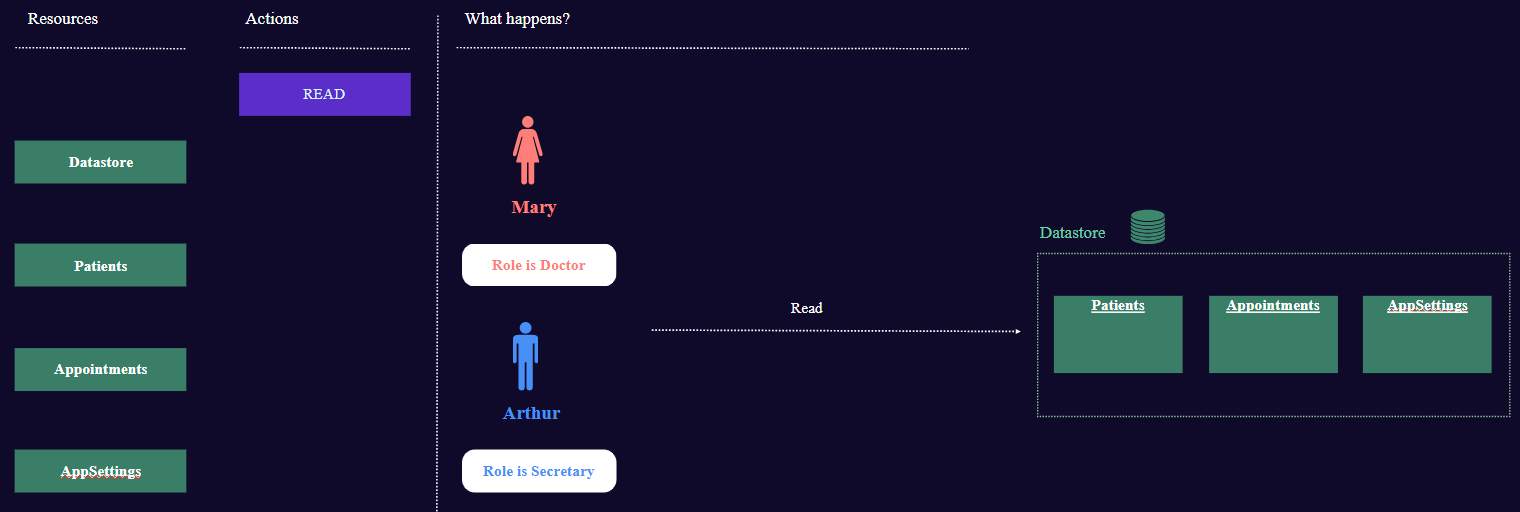 Resources
Actions
What happens?
READ
Datastore
Patients
Appointments
AppSettings
Mary
Role is Doctor
Arthur
Role is Secretary
Read
Datastore
Patients
Appointments
AppSettings